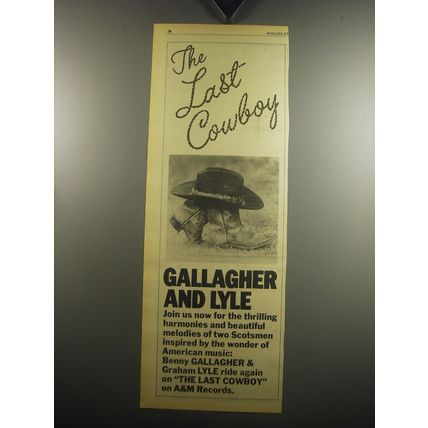 The
Last
Cowboy
GALLAGHER
AND LYLE
Join us now for the thrilling
harmonies and beautiful
melodies of two Scotsmen
inspired by the wonder of
American music:
Benny GALLAGHER &
Graham LYLE ride again
on "THE LAST COWBOY"
on A&M Records.